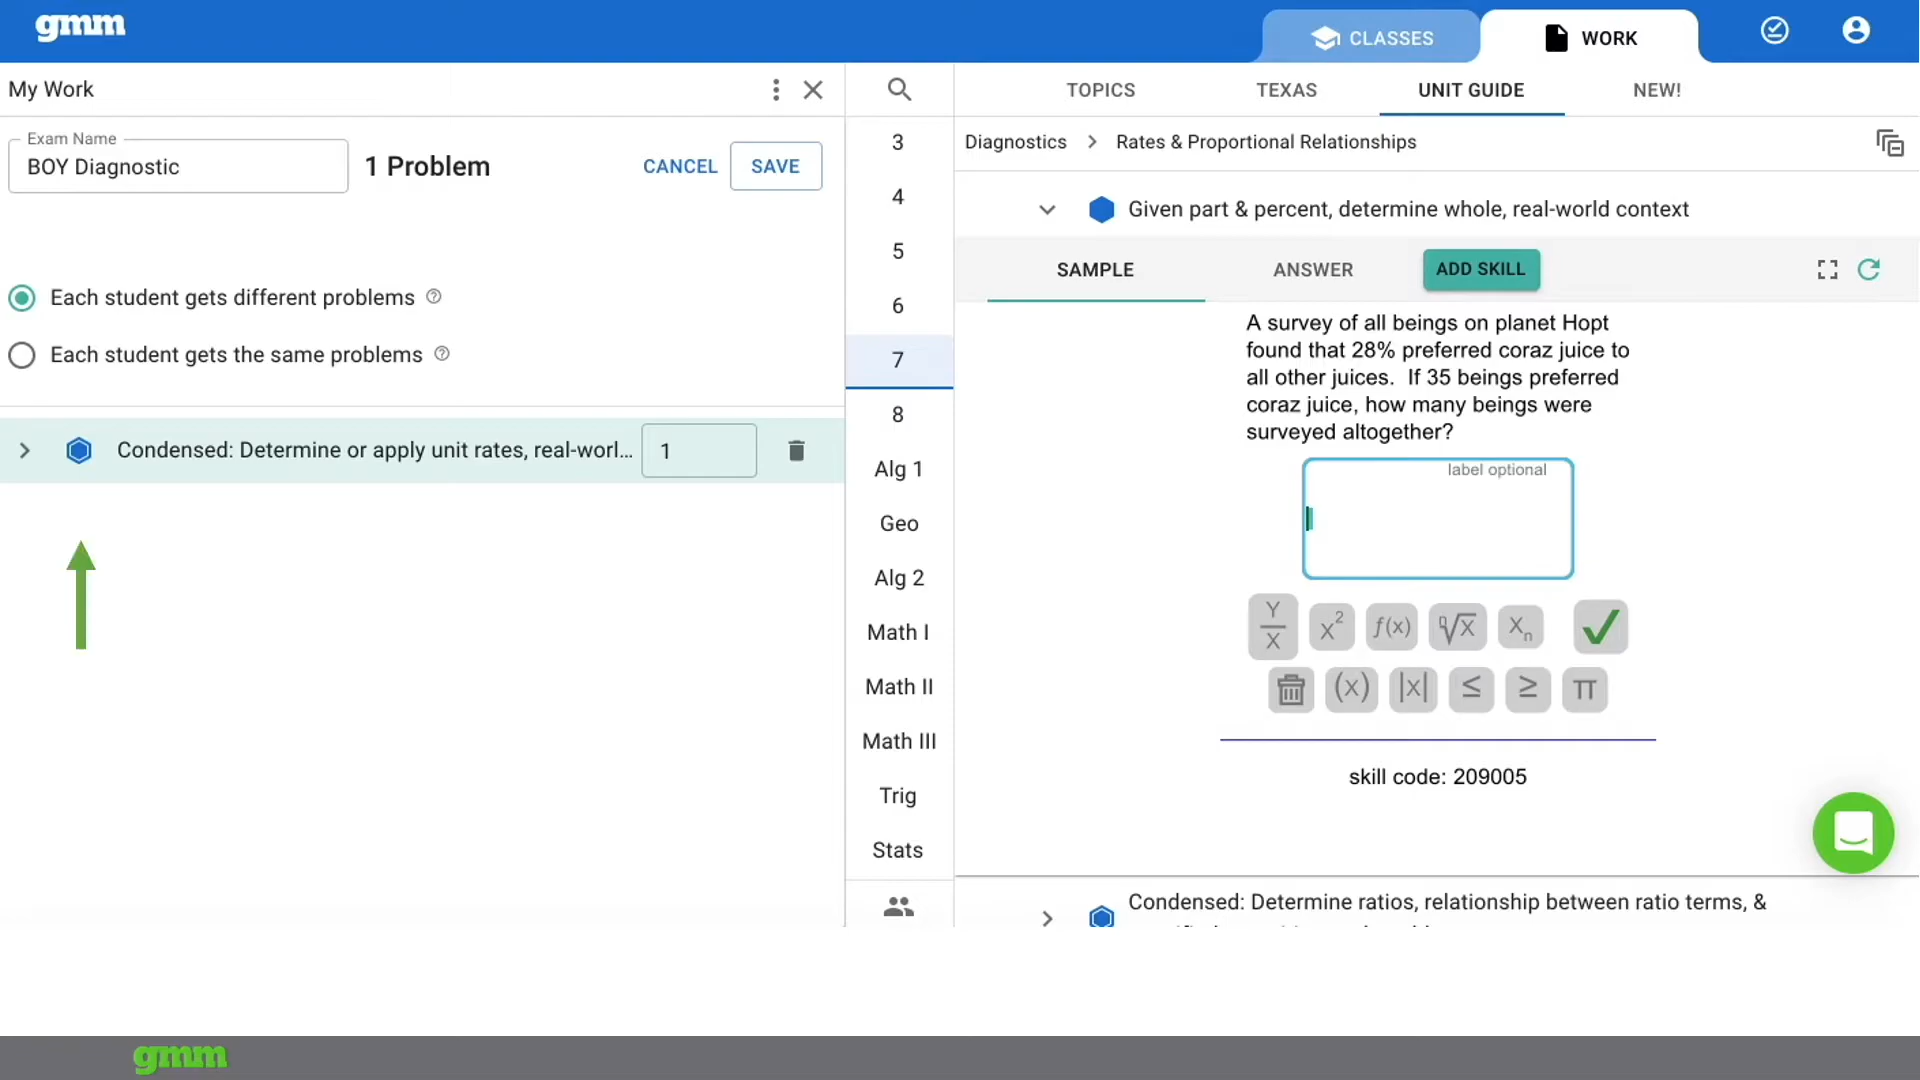 gmm
CLASSES
WORK
My Work
TOPICS
TEXAS
UNIT GUIDE
NEW!
Exam Name
BOY Diagnostic
1 Problem
CANCEL
SAVE
Each student gets different problems
Each student gets the same problems
Condensed: Determine or apply unit rates, real-worl...
1
3
4
5
6
7
8
Alg 1
Geo
Alg 2
Math I
Math II
Math III
Trig
Stats
Diagnostics > Rates & Proportional Relationships
Given part & percent, determine whole, real-world context
SAMPLE
ANSWER
ADD SKILL
A survey of all beings on planet Hopt
found that 28% preferred coraz juice to
all other juices.  If 35 beings preferred
coraz juice, how many beings were
surveyed altogether?
label optional
Y/X X² f(x) ⁿ√X Xₙ
(x) |x| ≤ ≥ π
skill code: 209005
Condensed: Determine ratios, relationship between ratio terms, &
gmm